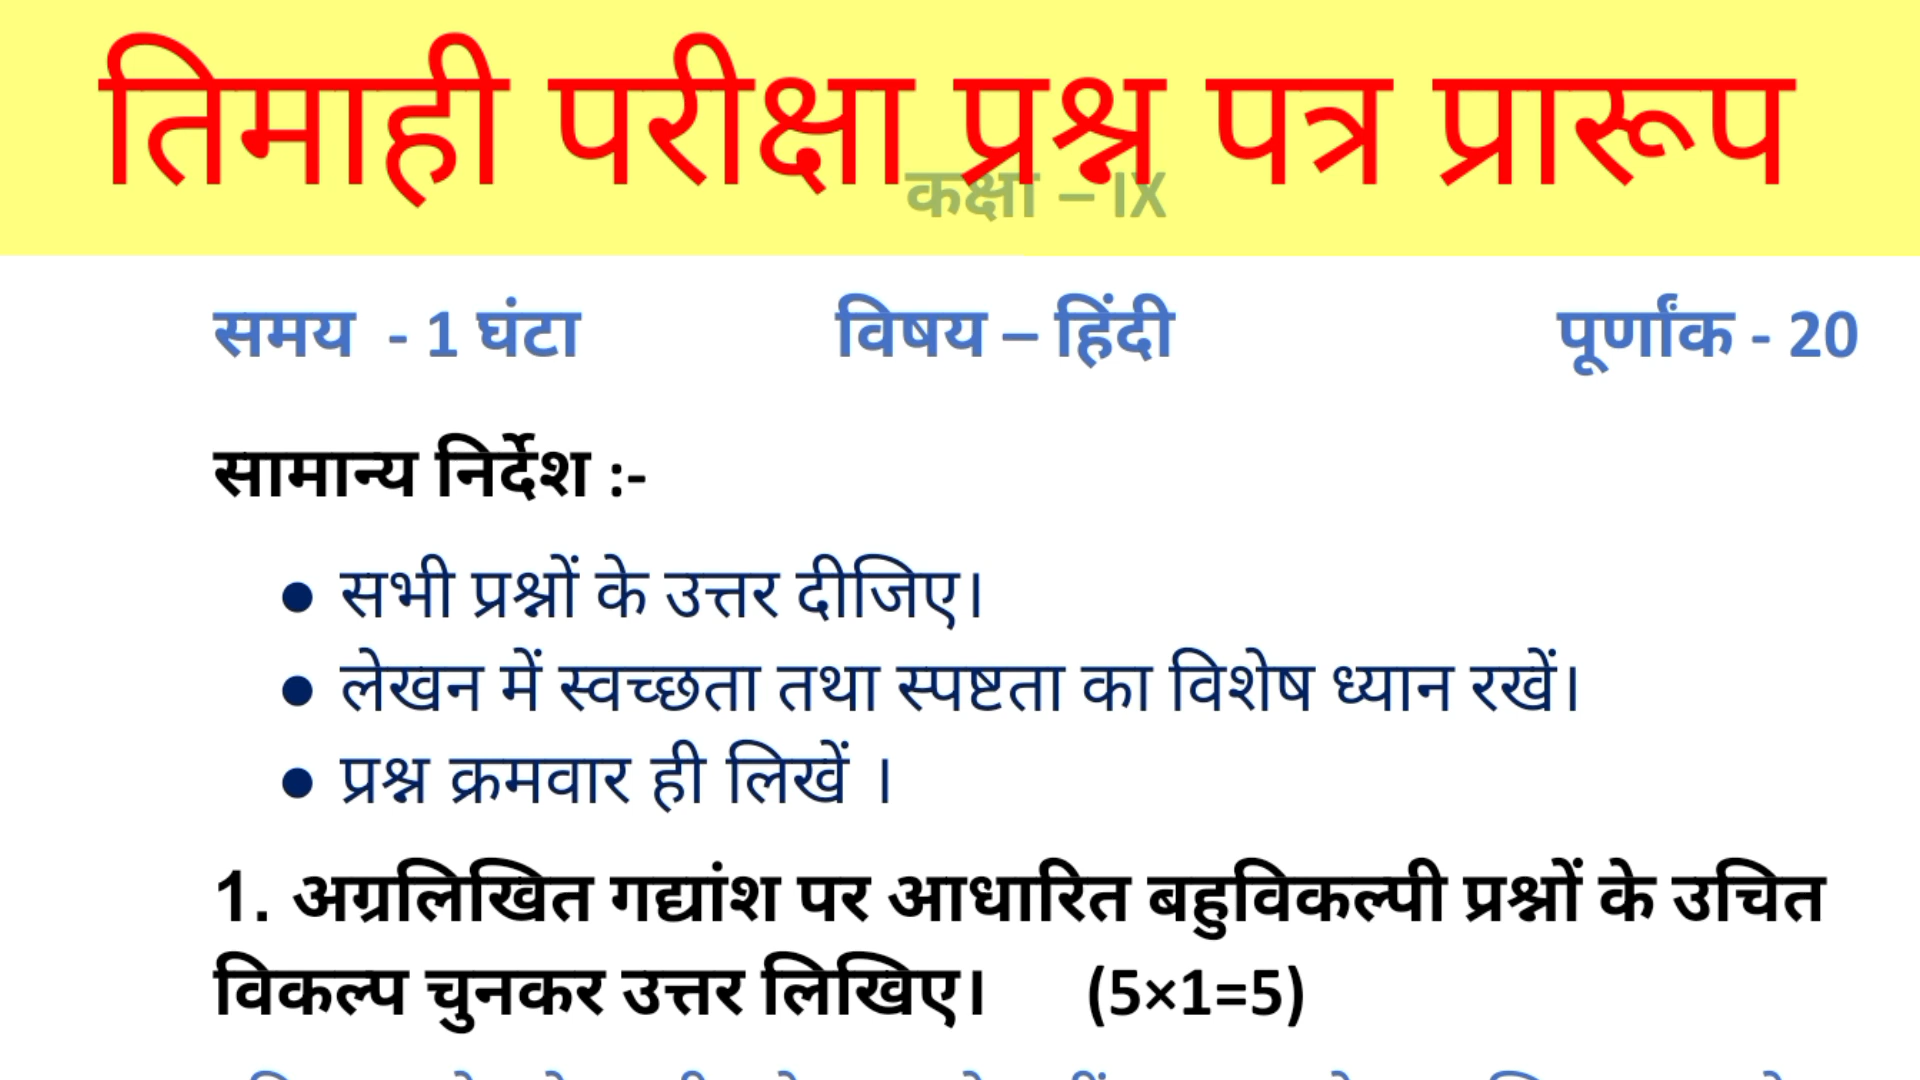 तिमाही परीक्षा प्रश्न पत्र प्रारूप
कक्षा – IX
समय - 1 घंटा विषय – हिंदी पूर्णांक - 20
सामान्य निर्देश :-
● सभी प्रश्नों के उत्तर दीजिए।
● लेखन में स्वच्छता तथा स्पष्टता का विशेष ध्यान रखें।
● प्रश्न क्रमवार ही लिखें ।
1. अग्रलिखित गद्यांश पर आधारित बहुविकल्पी प्रश्नों के उचित
विकल्प चुनकर उत्तर लिखिए। (5×1=5)